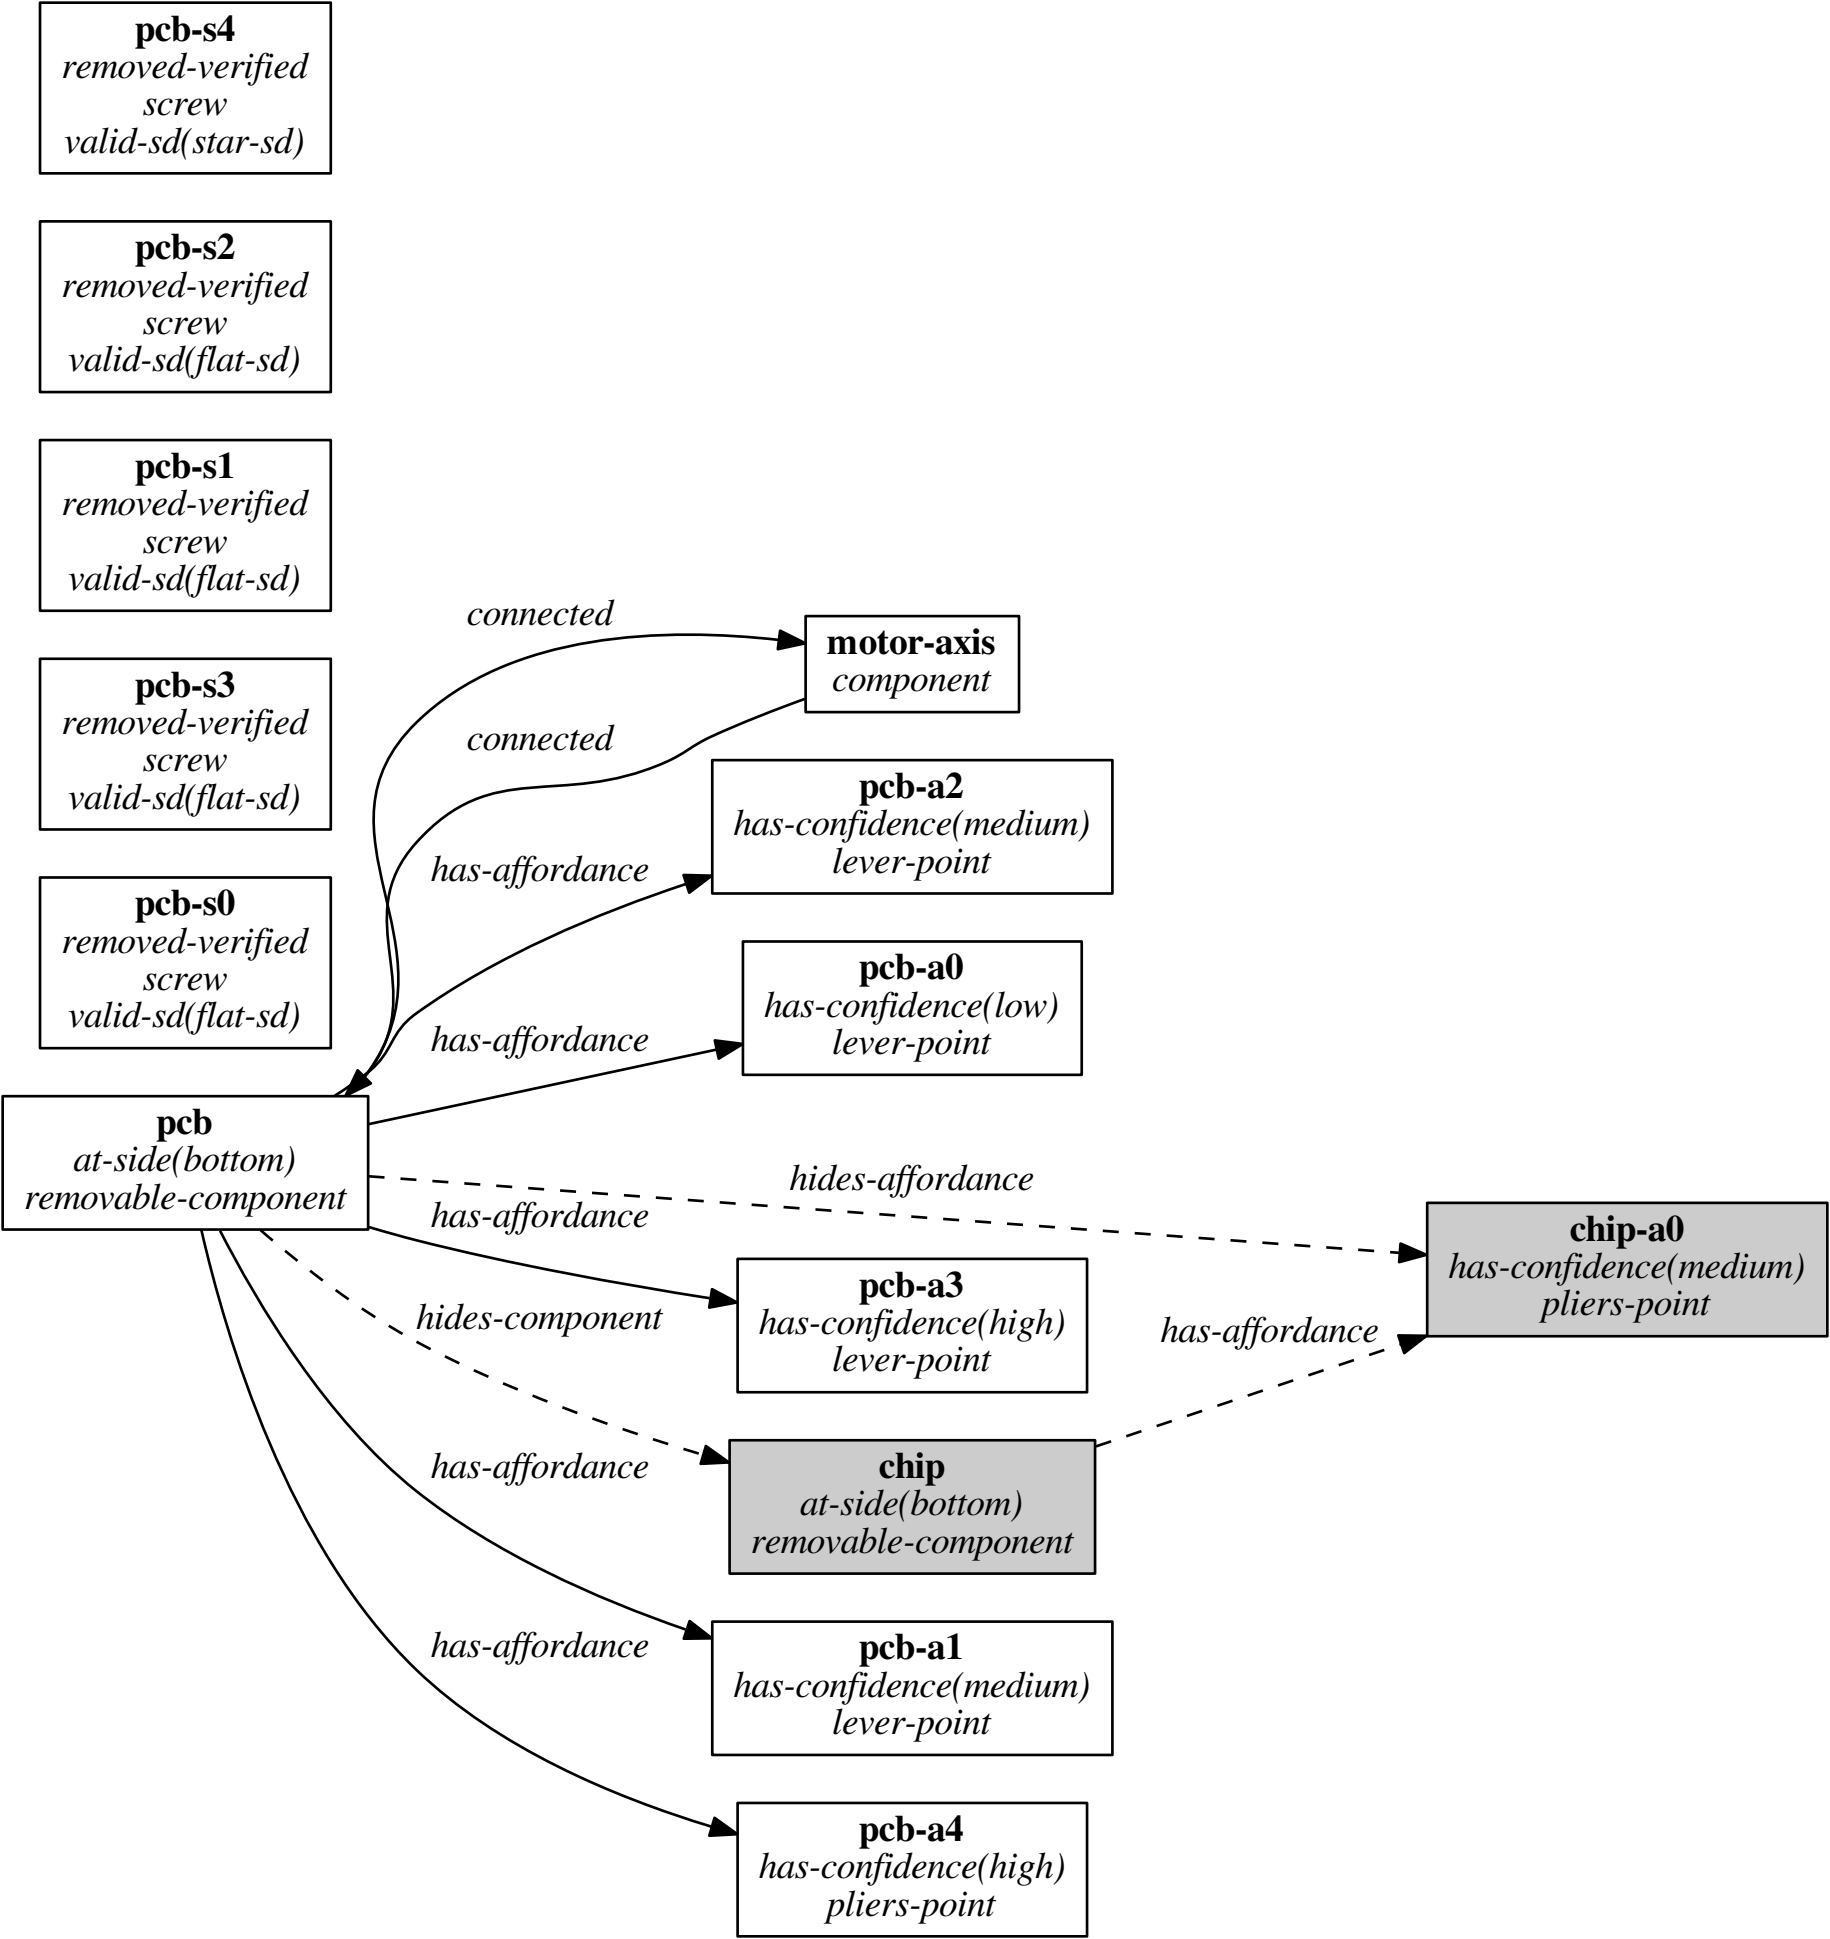 pcb-s4
removed-verified
screw
valid-sd(star-sd)
pcb-s2
removed-verified
screw
valid-sd(flat-sd)
pcb-s1
removed-verified
screw
valid-sd(flat-sd)
pcb-s3
removed-verified
screw
valid-sd(flat-sd)
pcb-s0
removed-verified
screw
valid-sd(flat-sd)
pcb
at-side(bottom)
removable-component
connected
connected
has-affordance
has-affordance
hides-affordance
has-affordance
hides-component
has-affordance
has-affordance
has-affordance
motor-axis
component
pcb-a2
has-confidence(medium)
lever-point
pcb-a0
has-confidence(low)
lever-point
pcb-a3
has-confidence(high)
lever-point
chip
at-side(bottom)
removable-component
pcb-a1
has-confidence(medium)
lever-point
pcb-a4
has-confidence(high)
pliers-point
chip-a0
has-confidence(medium)
pliers-point